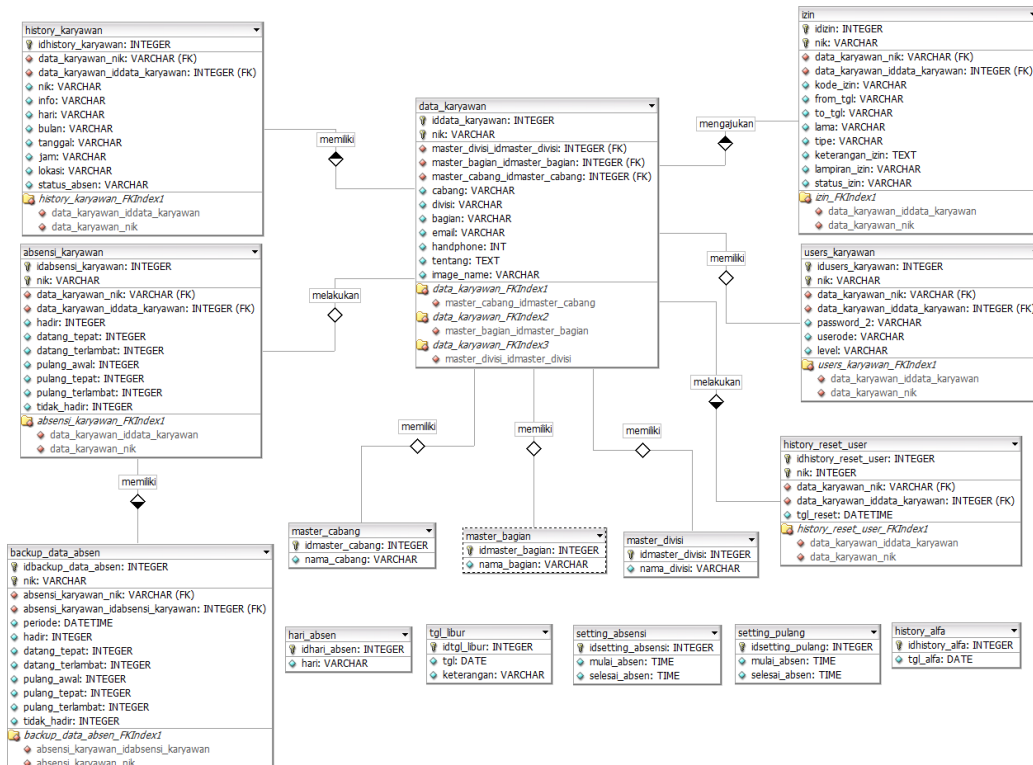 history_karyawan
idhistory_karyawan: INTEGER
data_karyawan_nik: VARCHAR (FK)
data_karyawan_iddata_karyawan: INTEGER (FK)
nik: VARCHAR
info: VARCHAR
hari: VARCHAR
bulan: VARCHAR
tanggal: VARCHAR
jam: VARCHAR
lokasi: VARCHAR
status_absen: VARCHAR
history_karyawan_FKIndex1
data_karyawan_iddata_karyawan
data_karyawan_nik
memiliki
data_karyawan
iddata_karyawan: INTEGER
nik: VARCHAR
master_divisi_idmaster_divisi: INTEGER (FK)
master_bagian_idmaster_bagian: INTEGER (FK)
master_cabang_idmaster_cabang: INTEGER (FK)
cabang: VARCHAR
divisi: VARCHAR
bagian: VARCHAR
email: VARCHAR
handphone: INT
tentang: TEXT
image_name: VARCHAR
data_karyawan_FKIndex1
master_cabang_idmaster_cabang
data_karyawan_FKIndex2
master_bagian_idmaster_bagian
data_karyawan_FKIndex3
master_divisi_idmaster_divisi
mengajukan
izin
idizin: INTEGER
nik: VARCHAR
data_karyawan_nik: VARCHAR (FK)
data_karyawan_iddata_karyawan: INTEGER (FK)
kode_izin: VARCHAR
from_tgl: VARCHAR
to_tgl: VARCHAR
lama: VARCHAR
tipe: VARCHAR
keterangan_izin: TEXT
lampiran_izin: VARCHAR
status_izin: VARCHAR
izin_FKIndex1
data_karyawan_iddata_karyawan
data_karyawan_nik
absensi_karyawan
idabsensi_karyawan: INTEGER
nik: VARCHAR
data_karyawan_nik: VARCHAR (FK)
data_karyawan_iddata_karyawan: INTEGER (FK)
hadir: INTEGER
datang_tepat: INTEGER
datang_terlambat: INTEGER
pulang_awal: INTEGER
pulang_tepat: INTEGER
pulang_terlambat: INTEGER
tidak_hadir: INTEGER
absensi_karyawan_FKIndex1
data_karyawan_iddata_karyawan
data_karyawan_nik
melakukan
memiliki
users_karyawan
idusers_karyawan: INTEGER
nik: VARCHAR
data_karyawan_nik: VARCHAR (FK)
data_karyawan_iddata_karyawan: INTEGER (FK)
password_2: VARCHAR
userode: VARCHAR
level: VARCHAR
users_karyawan_FKIndex1
data_karyawan_iddata_karyawan
data_karyawan_nik
melakukan
memiliki
memiliki
memiliki
memiliki
history_reset_user
idhistory_reset_user: INTEGER
nik: INTEGER
data_karyawan_nik: VARCHAR (FK)
data_karyawan_iddata_karyawan: INTEGER (FK)
tgl_reset: DATETIME
history_reset_user_FKIndex1
data_karyawan_iddata_karyawan
data_karyawan_nik
backup_data_absen
idbackup_data_absen: INTEGER
nik: VARCHAR
absensi_karyawan_nik: VARCHAR (FK)
absensi_karyawan_idabsensi_karyawan: INTEGER (FK)
periode: DATETIME
hadir: INTEGER
datang_tepat: INTEGER
datang_terlambat: INTEGER
pulang_awal: INTEGER
pulang_tepat: INTEGER
pulang_terlambat: INTEGER
tidak_hadir: INTEGER
backup_data_absen_FKIndex1
absensi_karyawan_idabsensi_karyawan
absensi_karyawan_nik
master_cabang
idmaster_cabang: INTEGER
nama_cabang: VARCHAR
master_bagian
idmaster_bagian: INTEGER
nama_bagian: VARCHAR
master_divisi
idmaster_divisi: INTEGER
nama_divisi: VARCHAR
hari_absen
idhari_absen: INTEGER
hari: VARCHAR
tgl_libur
idtgl_libur: INTEGER
tgl: DATE
keterangan: VARCHAR
setting_absensi
idsetting_absensi: INTEGER
mulai_absen: TIME
selesai_absen: TIME
setting_pulang
idsetting_pulang: INTEGER
mulai_absen: TIME
selesai_absen: TIME
history_alfa
idhistory_alfa: INTEGER
tgl_alfa: DATE